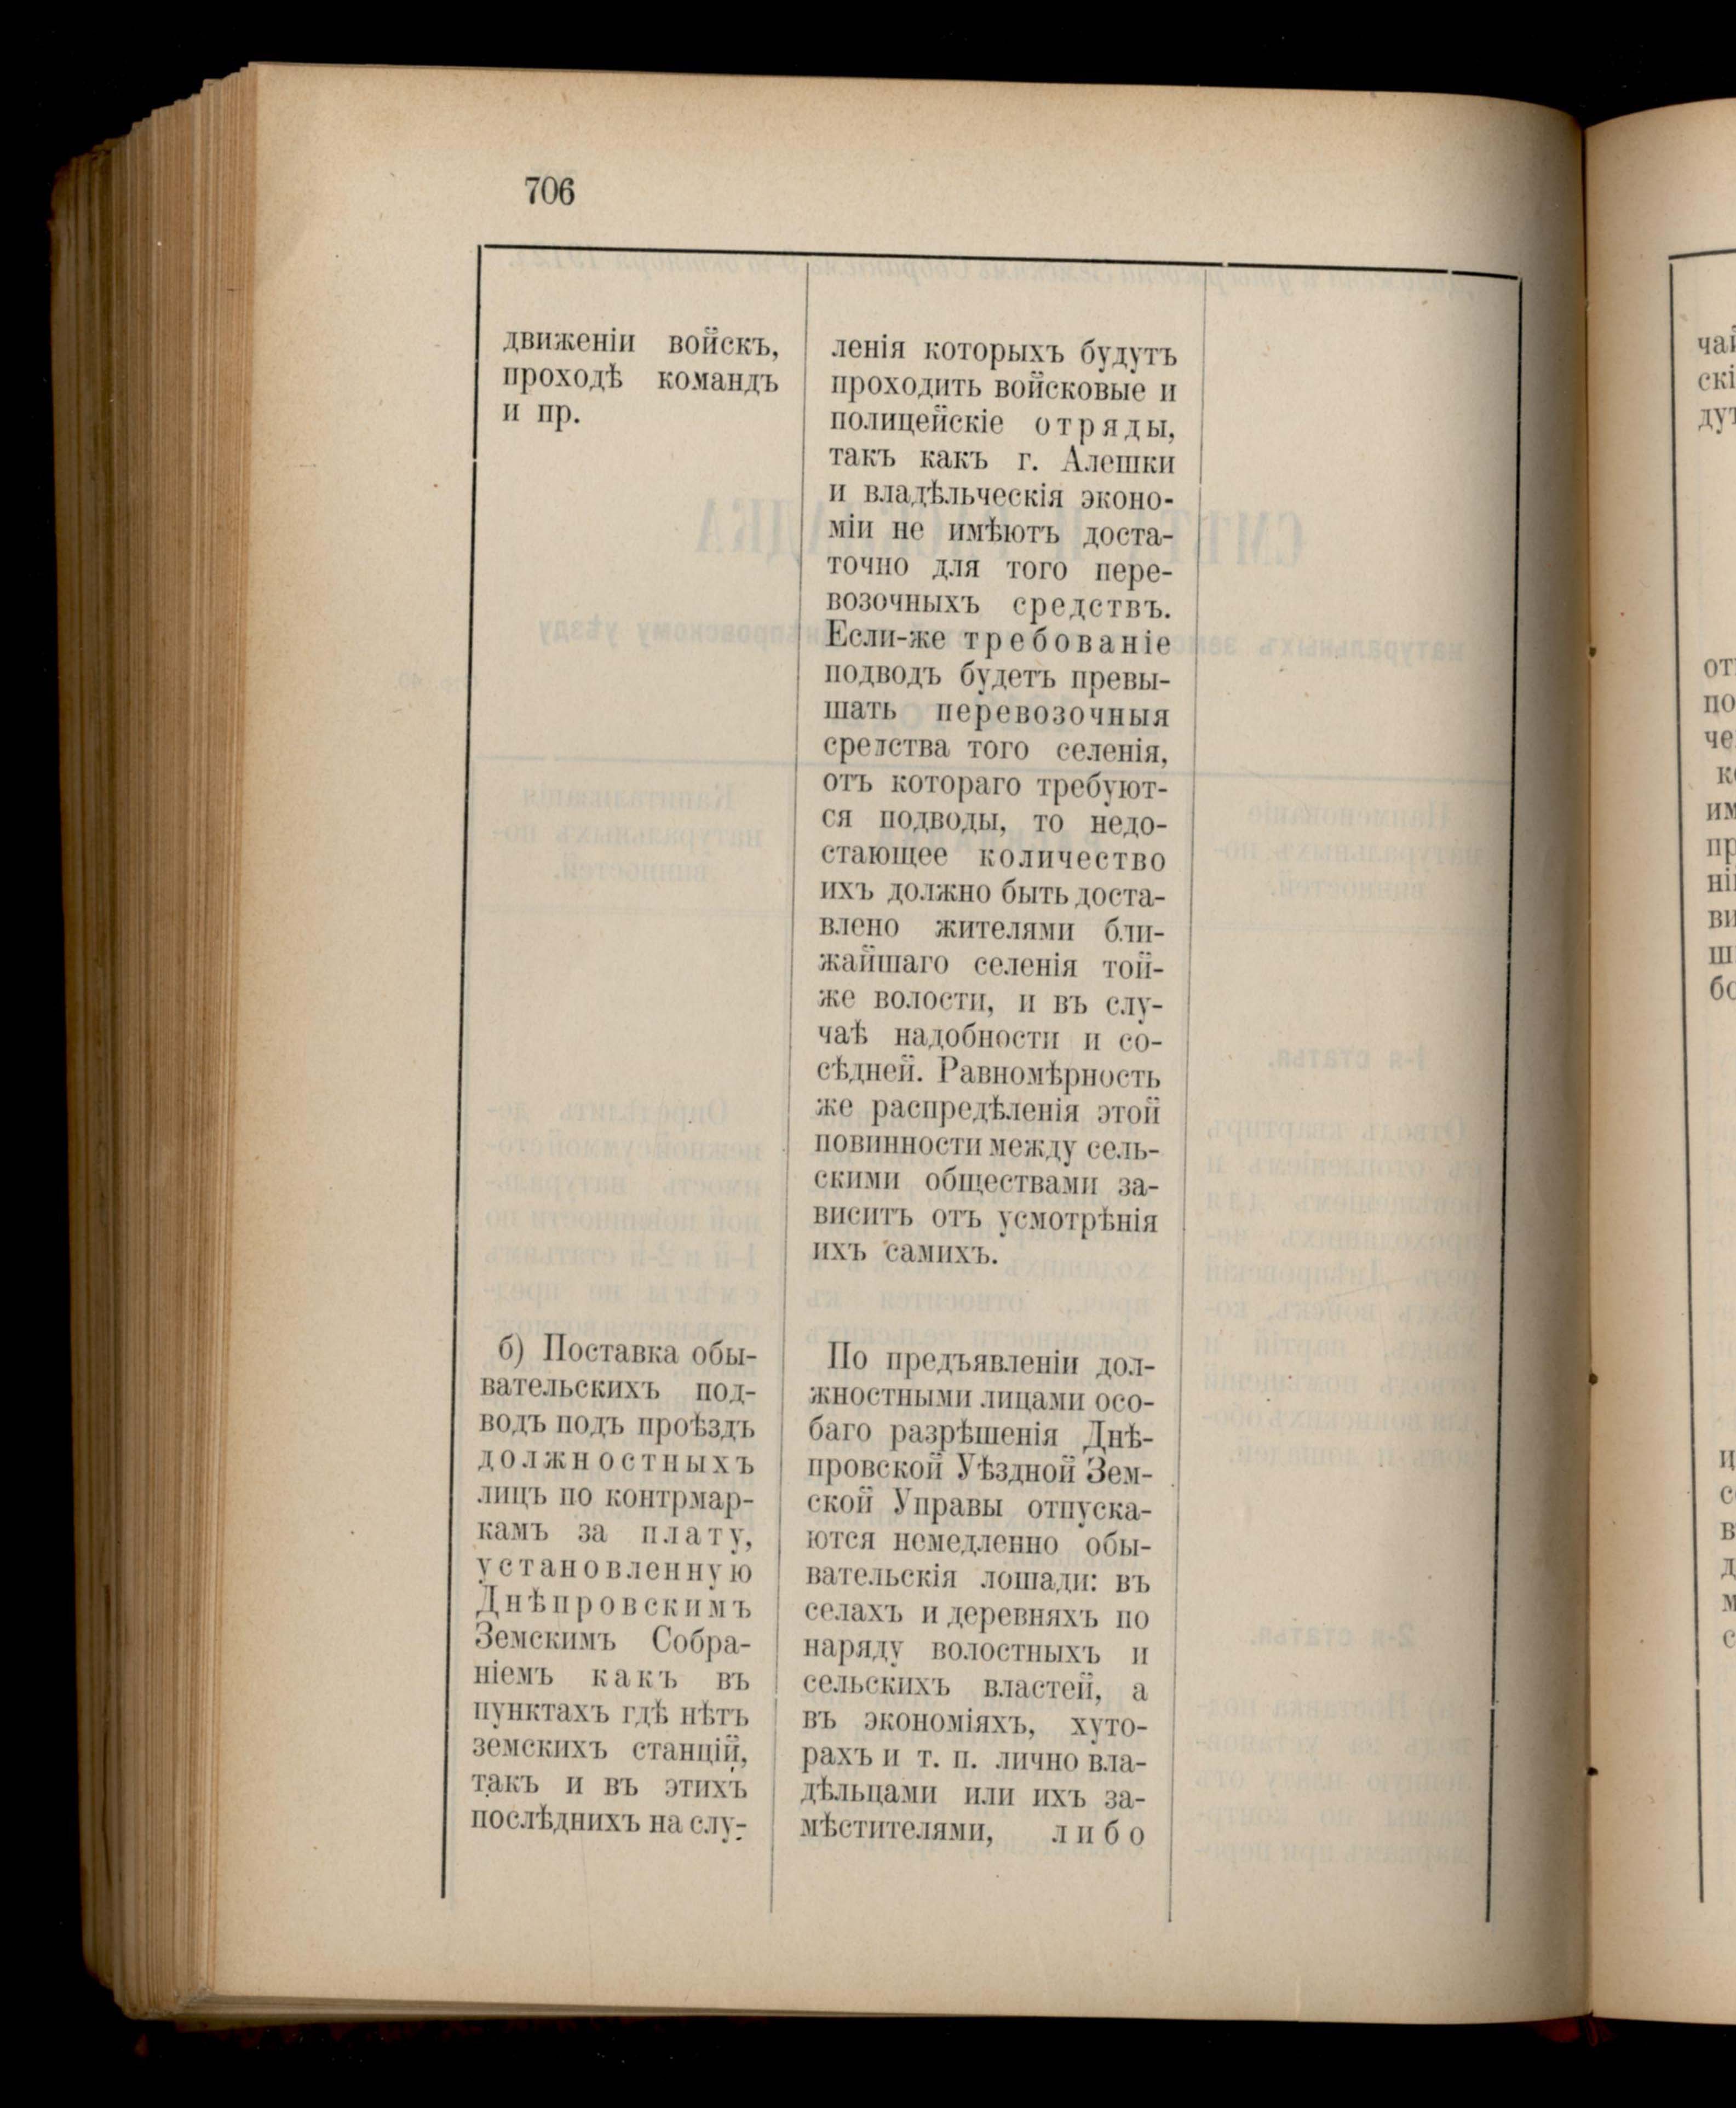 706
движеніи войскъ,
проходѣ командъ
и пр.
ленія которыхъ будутъ
проходить войсковые и
полицейскіе отряды,
такъ какъ г. Алешки
и владѣльческія эконо-
міи не имѣютъ доста-
точно для того пере-
возочныхъ средствъ.
Если-же требованіе
подводъ будетъ превы-
шать перевозочныя
средства того селенія,
отъ котораго требуют-
ся подводы, то недо-
стающее количество
ихъ должно быть доста-
влено жителями бли-
жайшаго селенія той-
же волости, и въ слу-
чаѣ надобности и со-
сѣдней. Равномѣрность
же распредѣленія этой
повинности между сель-
скими обществами за-
виситъ отъ усмотрѣнія
ихъ самихъ.
б) Поставка обы-
вательскихъ под-
водъ подъ проѣздъ
должностныхъ
лицъ по контрмар-
камъ за плату,
установленную
Днѣпровскимъ
Земскимъ Собра-
ніемъ какъ въ
пунктахъ гдѣ нѣтъ
земскихъ станцій,
такъ и въ этихъ
послѣднихъ на слу-
По предъявленіи дол-
жностными лицами осо-
баго разрѣшенія Днѣ-
провской Уѣздной Зем-
ской Управы отпуска-
ются немедленно обы-
вательскія лошади: въ
селахъ и деревняхъ по
наряду волостныхъ и
сельскихъ властей, а
въ экономіяхъ, хуто-
рахъ и т. п. лично вла-
дѣльцами или ихъ за-
мѣстителями, либо